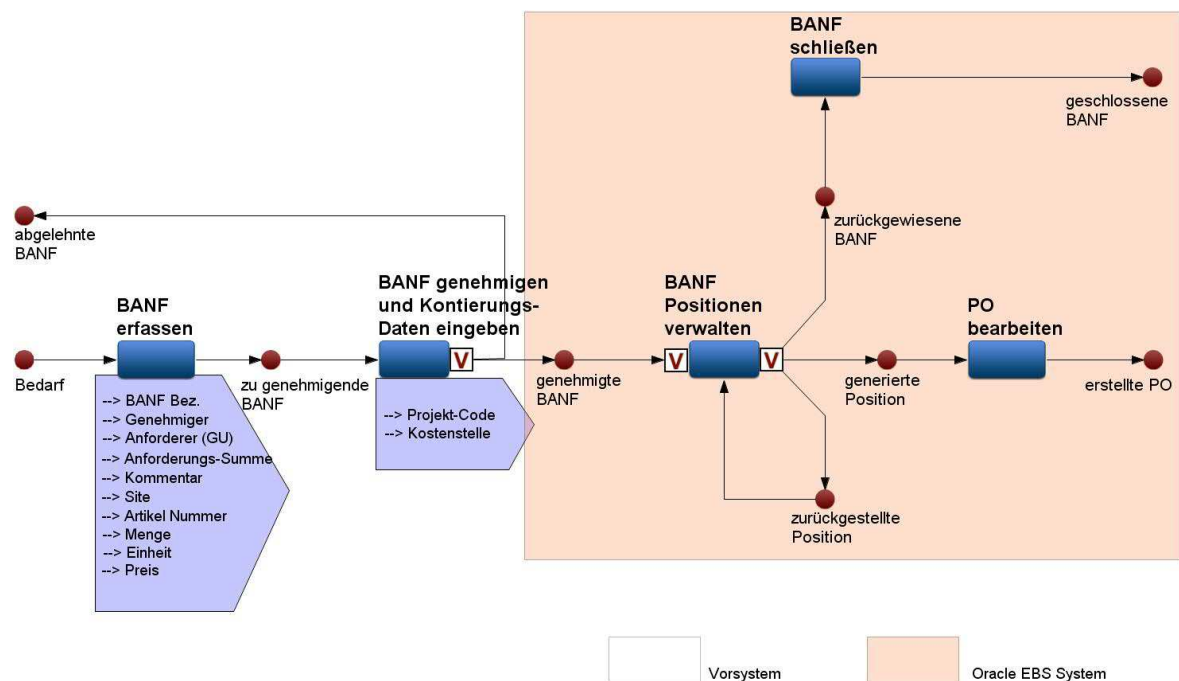 BANF
schließen
geschlossene
BANF
zurückgewiesene
BANF
abgelehnte
BANF
BANF
erfassen
BANF genehmigen
und Kontierungs-
Daten eingeben
BANF
Positionen
verwalten
PO
bearbeiten
V
V
V
Bedarf
zu genehmigende
BANF
genehmigte
BANF
generierte
Position
erstellte PO
--> BANF Bez.
--> Genehmiger
--> Anforderer (GU)
--> Anforderungs-Summe
--> Kommentar
--> Site
--> Artikel Nummer
--> Menge
--> Einheit
--> Preis
--> Projekt-Code
--> Kostenstelle
zurückgestellte
Position
Vorsystem
Oracle EBS System